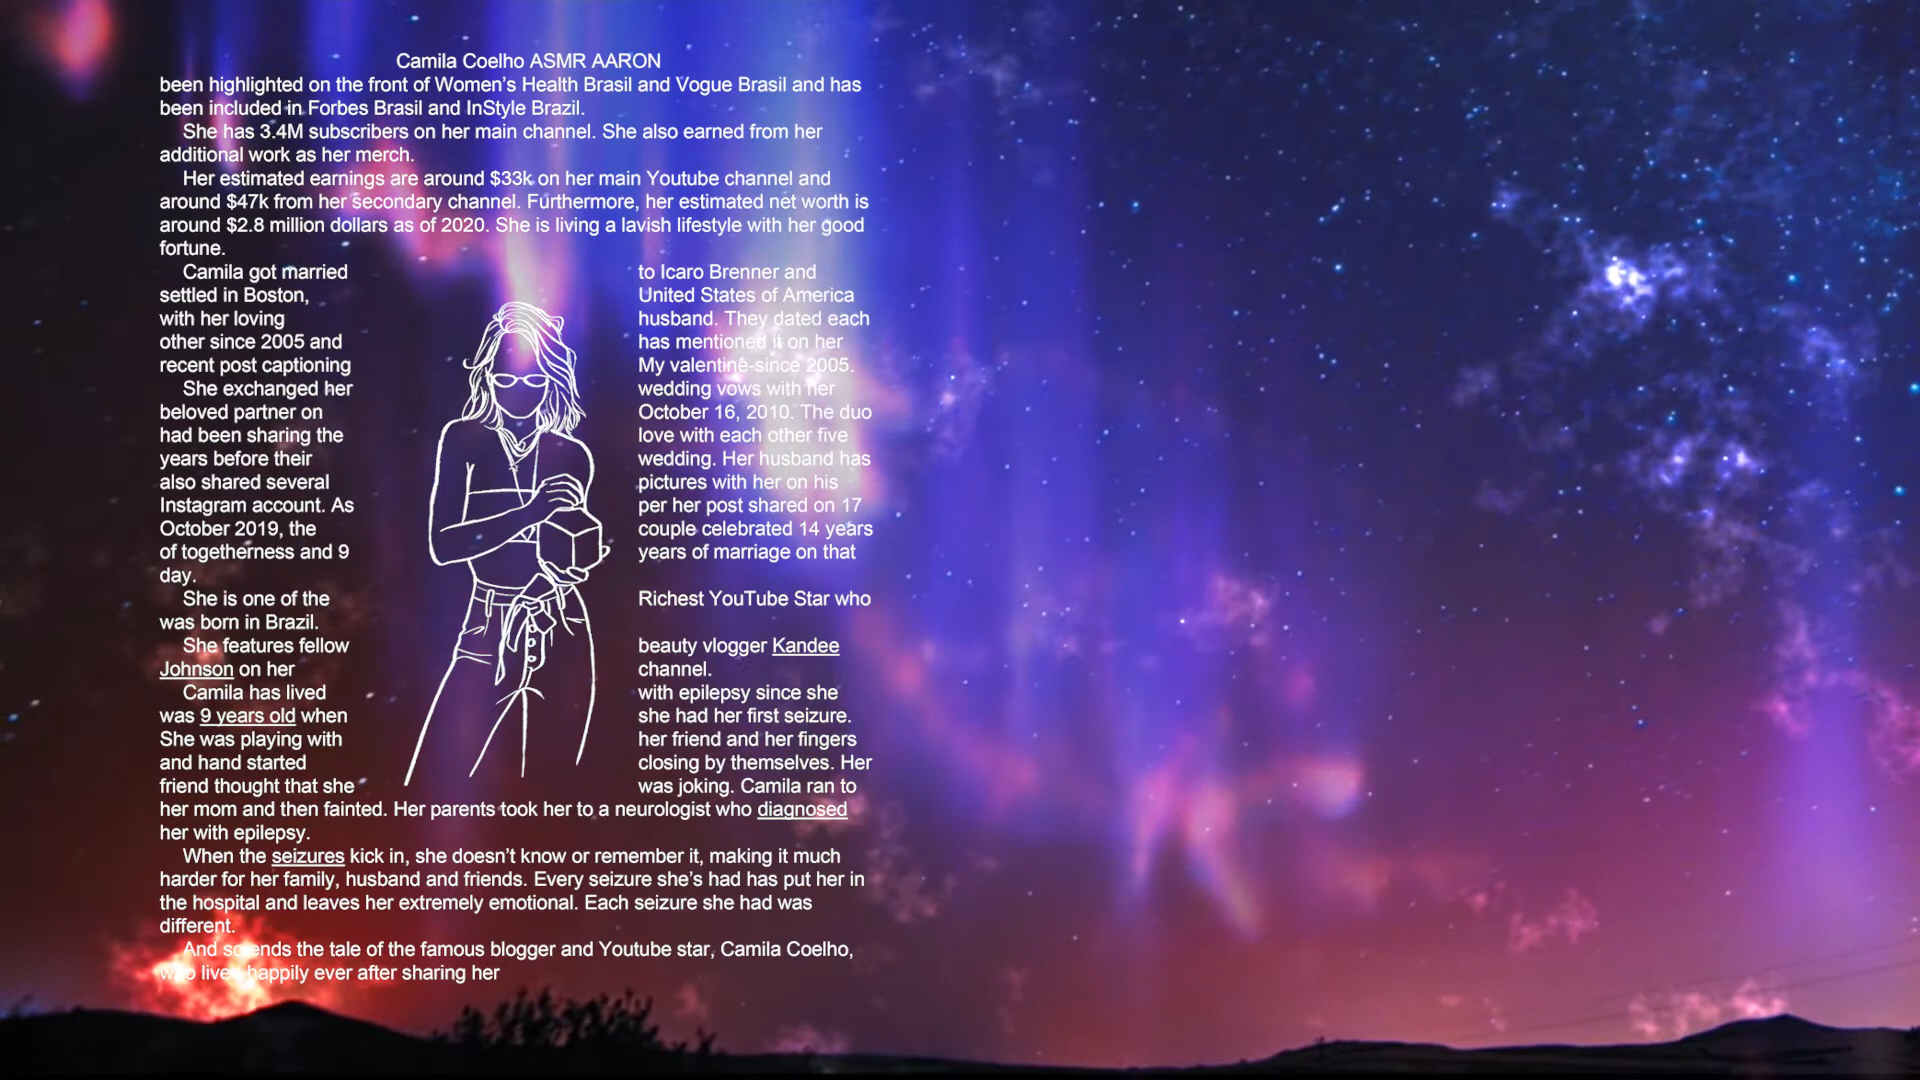 Camila Coelho ASMR AARON
been highlighted on the front of Women’s Health Brasil and Vogue Brasil and has
been included in Forbes Brasil and InStyle Brazil.
She has 3.4M subscribers on her main channel. She also earned from her
additional work as her merch.
Her estimated earnings are around $33k on her main Youtube channel and
around $47k from her secondary channel. Furthermore, her estimated net worth is
around $2.8 million dollars as of 2020. She is living a lavish lifestyle with her good
fortune.
Camila got married to Icaro Brenner and
settled in Boston, United States of America
with her loving husband. They dated each
other since 2005 and has mentioned it on her
recent post captioning My valentine-since 2005.
She exchanged her wedding vows with her
beloved partner on October 16, 2010. The duo
had been sharing the love with each other five
years before their wedding. Her husband has
also shared several pictures with her on his
Instagram account. As per her post shared on 17
October 2019, the couple celebrated 14 years
of togetherness and 9 years of marriage on that
day.
She is one of the Richest YouTube Star who
was born in Brazil.
She features fellow beauty vlogger Kandee
Johnson on her channel.
Camila has lived with epilepsy since she
was 9 years old when she had her first seizure.
She was playing with her friend and her fingers
and hand started closing by themselves. Her
friend thought that she was joking. Camila ran to
her mom and then fainted. Her parents took her to a neurologist who diagnosed
her with epilepsy.
When the seizures kick in, she doesn’t know or remember it, making it much
harder for her family, husband and friends. Every seizure she’s had has put her in
the hospital and leaves her extremely emotional. Each seizure she had was
different.
And so ends the tale of the famous blogger and Youtube star, Camila Coelho,
who lives happily ever after sharing her